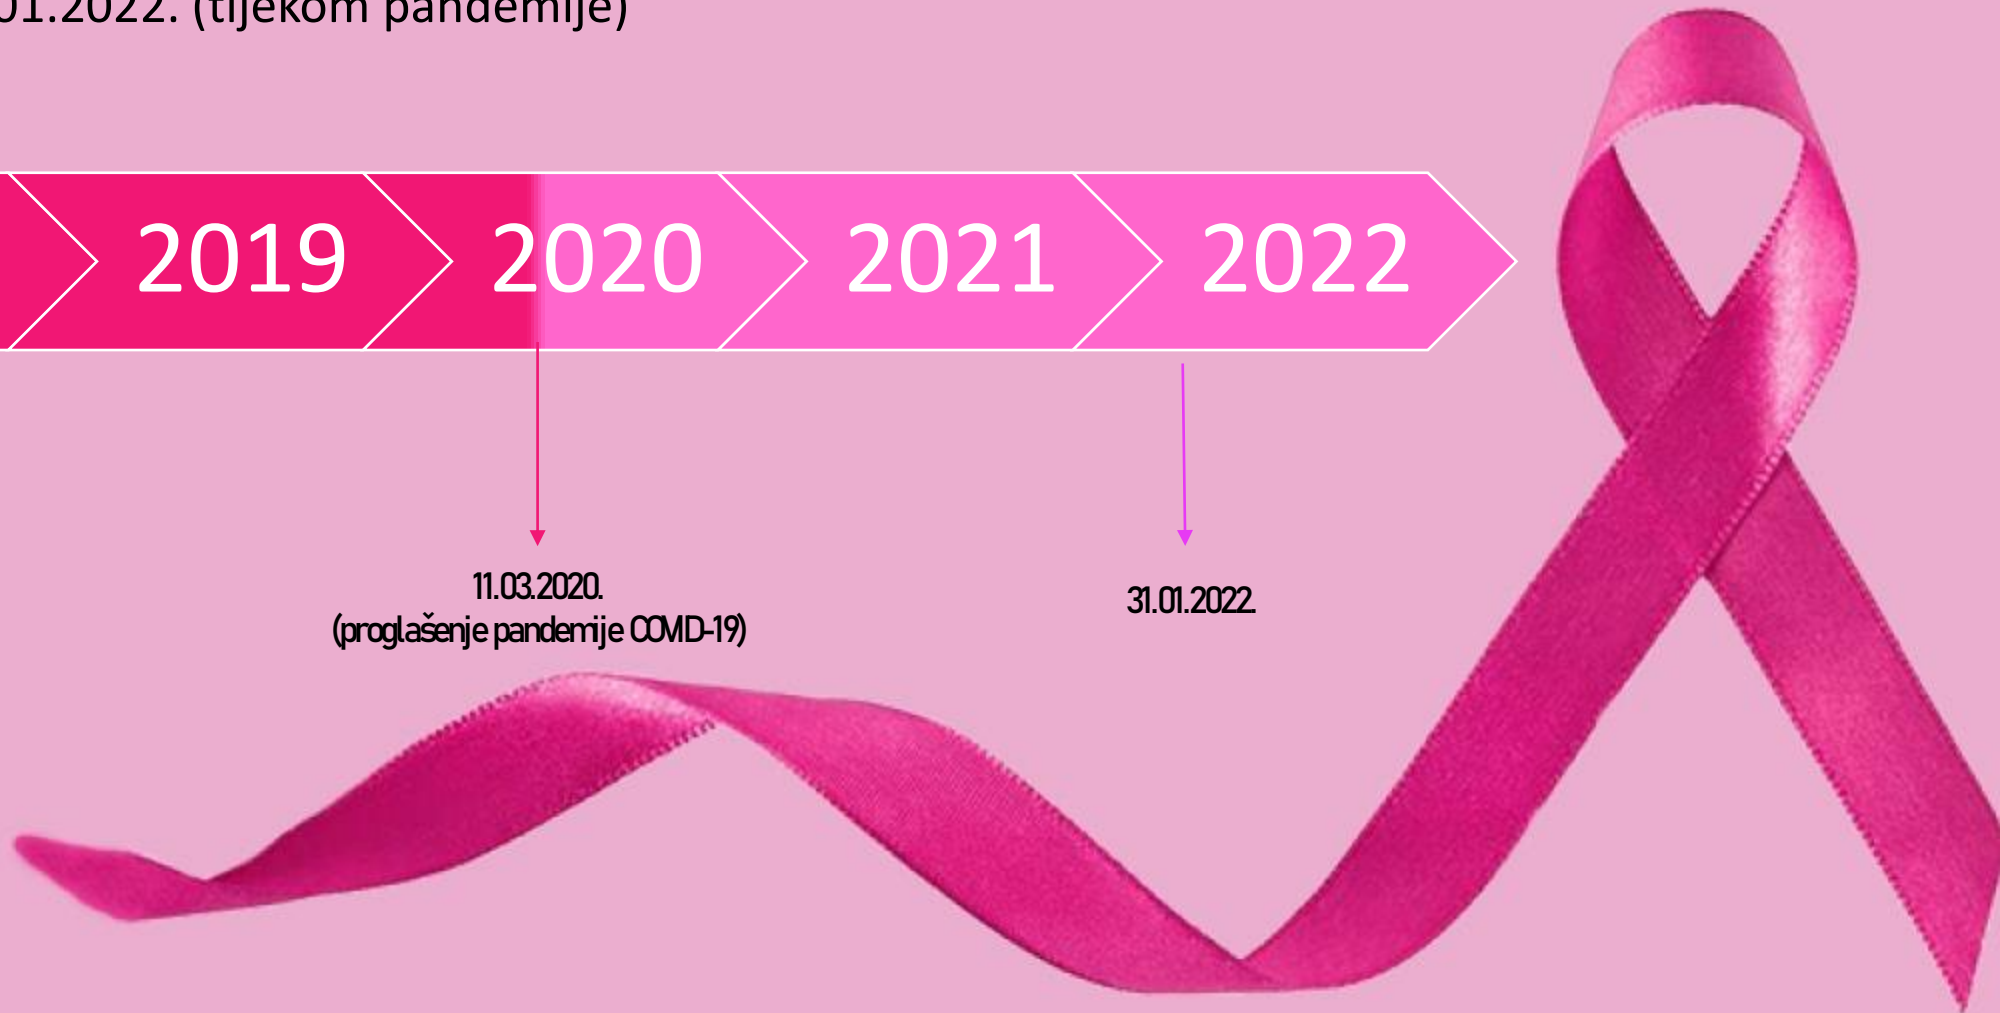 01.2022. (tijekom pandemije)
2019 2020 2021 2022
11.03.2020.
(proglašenje pandemije COVID-19)
31.01.2022.